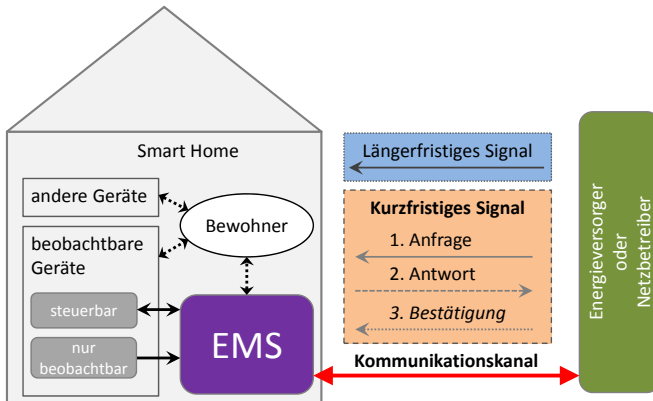 Smart Home
andere Geräte
Bewohner
beobachtbare
Geräte
steuerbar
nur
beobachtbar
EMS
Längerfristiges Signal
Kurzfristiges Signal
1. Anfrage
2. Antwort
3. Bestätigung
Kommunikationskanal
Energieversorger
oder
Netzbetreiber